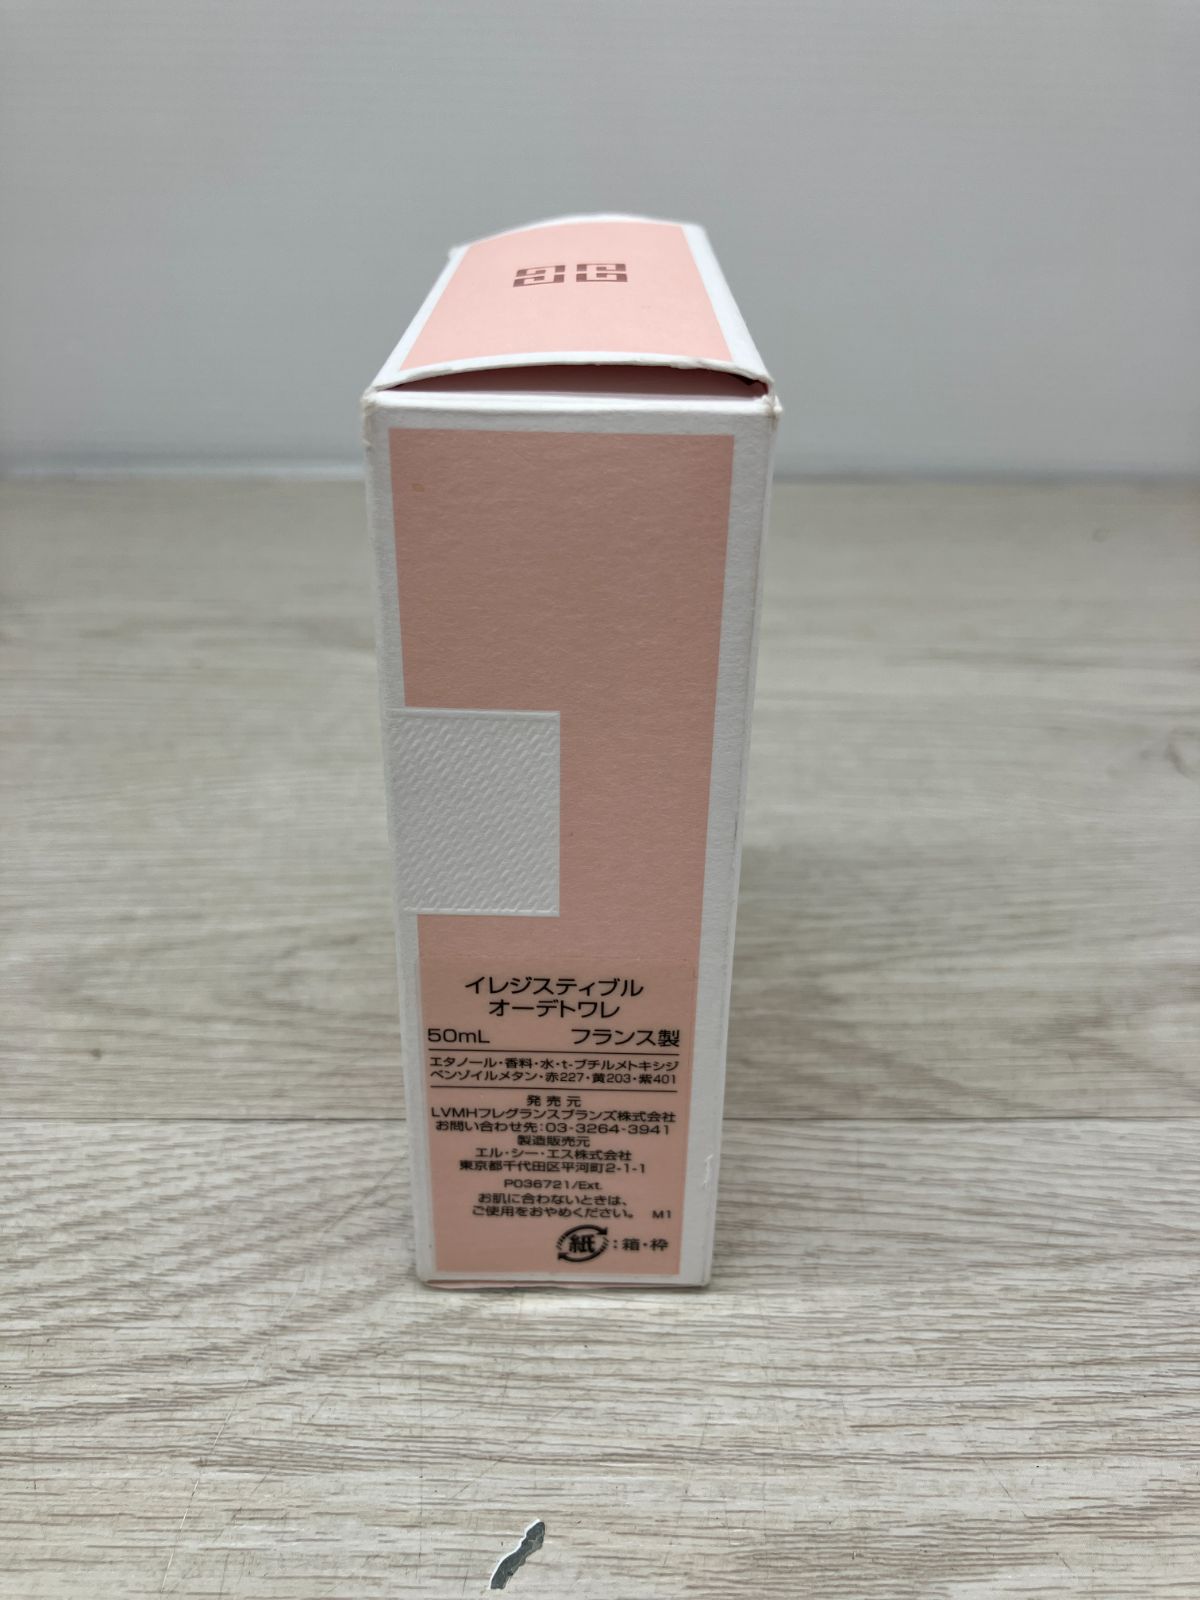 イレジスティブル
オーデトワレ
50mL フランス製
エタノール・香料・水・t-ブチルメトキシジ
ベンゾイルメタン・赤227・黄203・紫401
発売元
LVMHフレグランスブランズ株式会社
お問い合わせ先:03-3264-3941
製造販売元
エル・シー・エス株式会社
東京都千代田区平河町2-1-1
P036721/Ext.
お肌に合わないときは、
ご使用をおやめください。 M1
紙:箱・枠